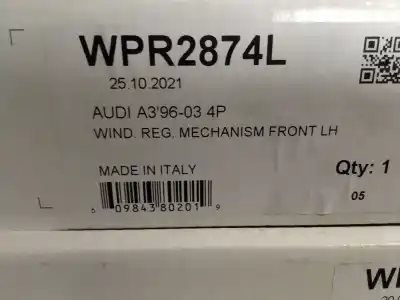 WPR2874L
25.10.2021
AUDI A3'96-03 4P
WIND. REG. MECHANISM FRONT LH
MADE IN ITALY
Qty: 1
05
09843 80201 9